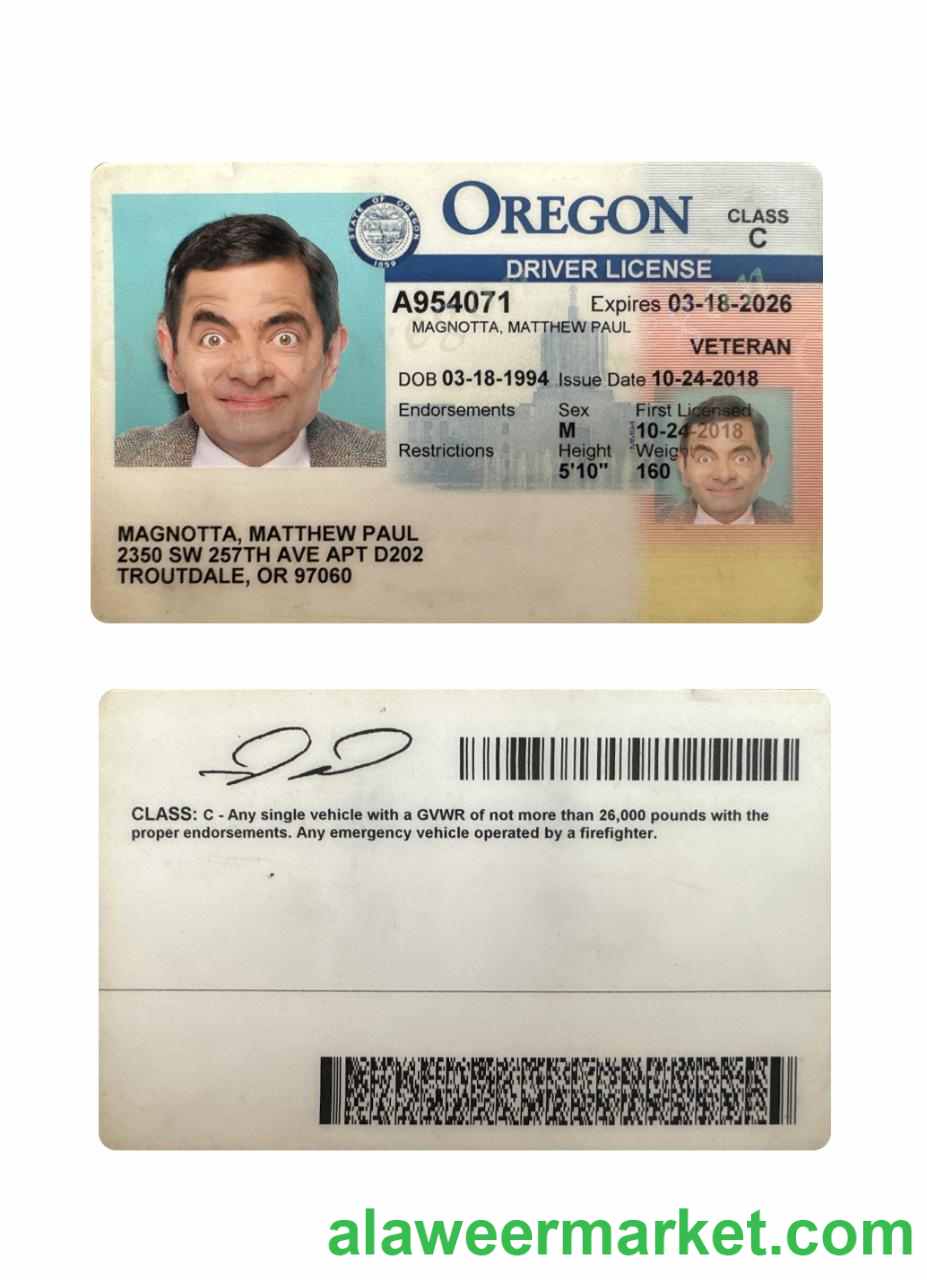 STATE OF OREGON
1859
OREGON
CLASS
C
DRIVER LICENSE
A954071 Expires 03-18-2026
MAGNOTTA, MATTHEW PAUL
VETERAN
DOB 03-18-1994 Issue Date 10-24-2018
Endorsements Sex First Licensed
M 10-24-2018
Restrictions Height Weig
5'10" 160
MAGNOTTA, MATTHEW PAUL
2350 SW 257TH AVE APT D202
TROUTDALE, OR 97060
CLASS: C - Any single vehicle with a GVWR of not more than 26,000 pounds with the
proper endorsements. Any emergency vehicle operated by a firefighter.
alaweermarket.com